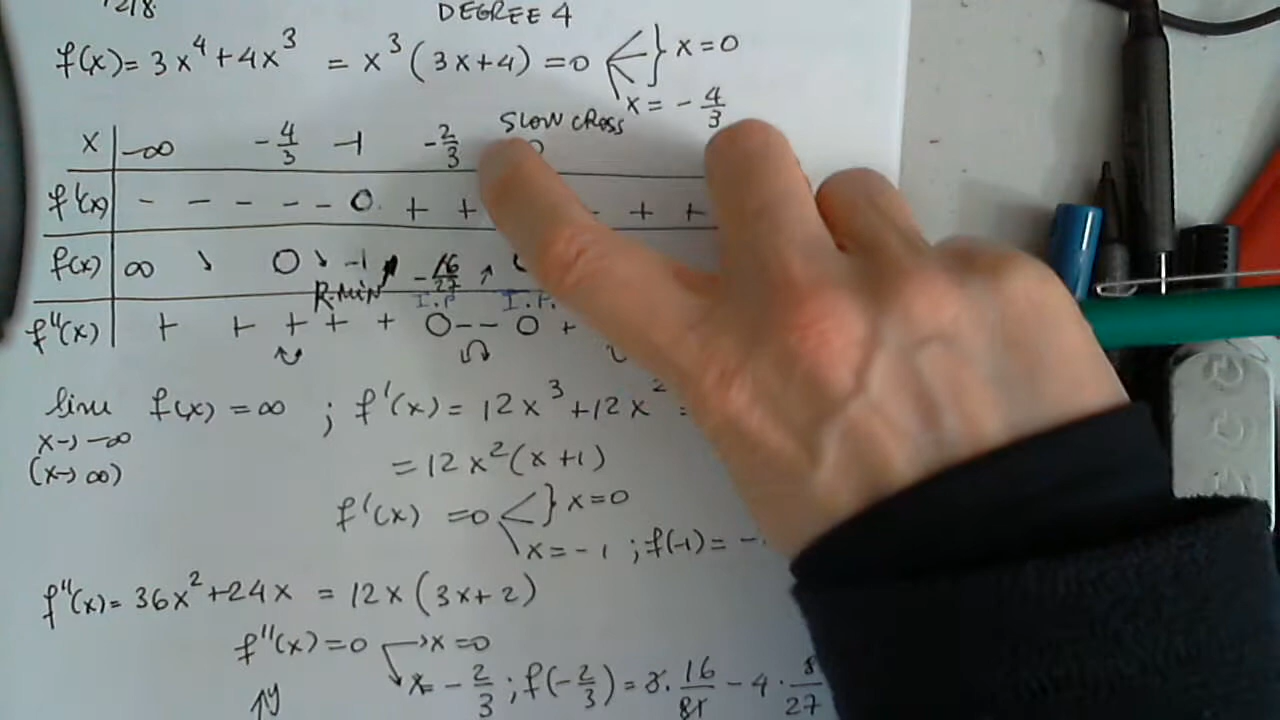 DEGREE 4
f(x) = 3x⁴ + 4x³ = x³(3x+4) = 0 < } x = 0
x = -4/3
SLOW CROSS
x | -∞ -4/3 -1 -2/3 0
f'(x) | - - - - - 0 + + - + +
f(x) | ∞ ↘ 0 ↘ -1 ↗ -16/27 ↗
R.MIN I.P I.P.
f''(x) | + + + + + 0 - - 0 +
lim f(x) = ∞ ; f'(x) = 12x³ + 12x² =
x→ -∞
(x→ ∞)
= 12x²(x+1)
f'(x) = 0 < } x = 0
x = -1 ; f(-1) = -
f''(x) = 36x² + 24x = 12x(3x+2)
f''(x) = 0 → x = 0
x = -2/3 ; f(-2/3) = 3·16/81 - 4·8/27
↑y